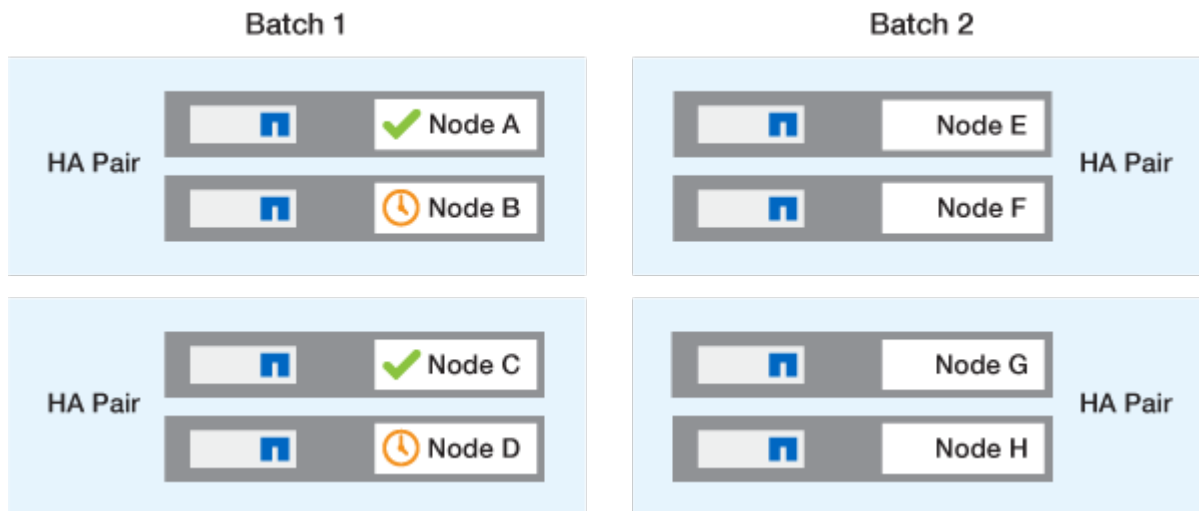 Batch 1
HA Pair
Node A
Node B
HA Pair
Node C
Node D
Batch 2
Node E
Node F
HA Pair
Node G
Node H
HA Pair